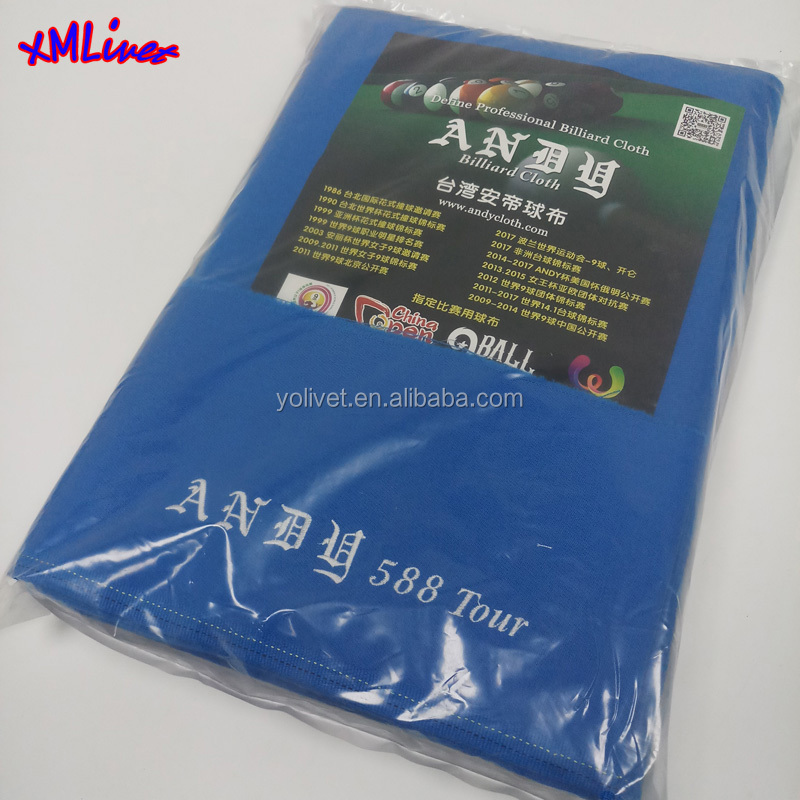 xMLivet
Define Professional Billiard Cloth
ANDY
Billiard Cloth
台湾安帝球布
www.andycloth.com
1986 台北国际花式撞球邀请赛
1990 台北世界杯花式撞球锦标赛
1999 亚洲杯花式撞球锦标赛
1999 世界9球职业明星排名赛
2003 安丽杯世界女子9球邀请赛
2009.2011 世界女子9球锦标赛
2011 世界9球北京公开赛
2017 波兰世界运动会-9球、开仑
2017 非洲台球锦标赛
2014-2017 ANDY杯美国怀俄明公开赛
2013.2015 女王杯亚欧团体对抗赛
2012 世界9球团体锦标赛
2011-2017 世界14.1台球锦标赛
2009-2014 世界9球中国公开赛
指定比赛用球布
China
Open
9BALL
yolivet.en.alibaba.com
ANDY 588 Tour